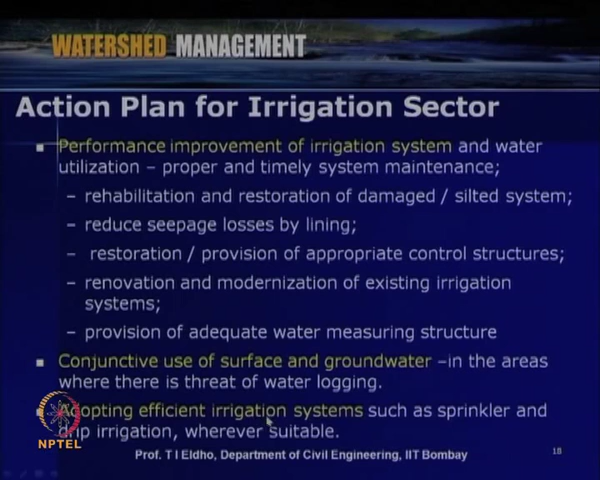 WATERSHED MANAGEMENT
Action Plan for Irrigation Sector
▪ Performance improvement of irrigation system and water
utilization – proper and timely system maintenance;
– rehabilitation and restoration of damaged / silted system;
– reduce seepage losses by lining;
– restoration / provision of appropriate control structures;
– renovation and modernization of existing irrigation
systems;
– provision of adequate water measuring structure
▪ Conjunctive use of surface and groundwater –in the areas
where there is threat of water logging.
▪ Adopting efficient irrigation systems such as sprinkler and
drip irrigation, wherever suitable.
NPTEL
Prof. T I Eldho, Department of Civil Engineering, IIT Bombay
18